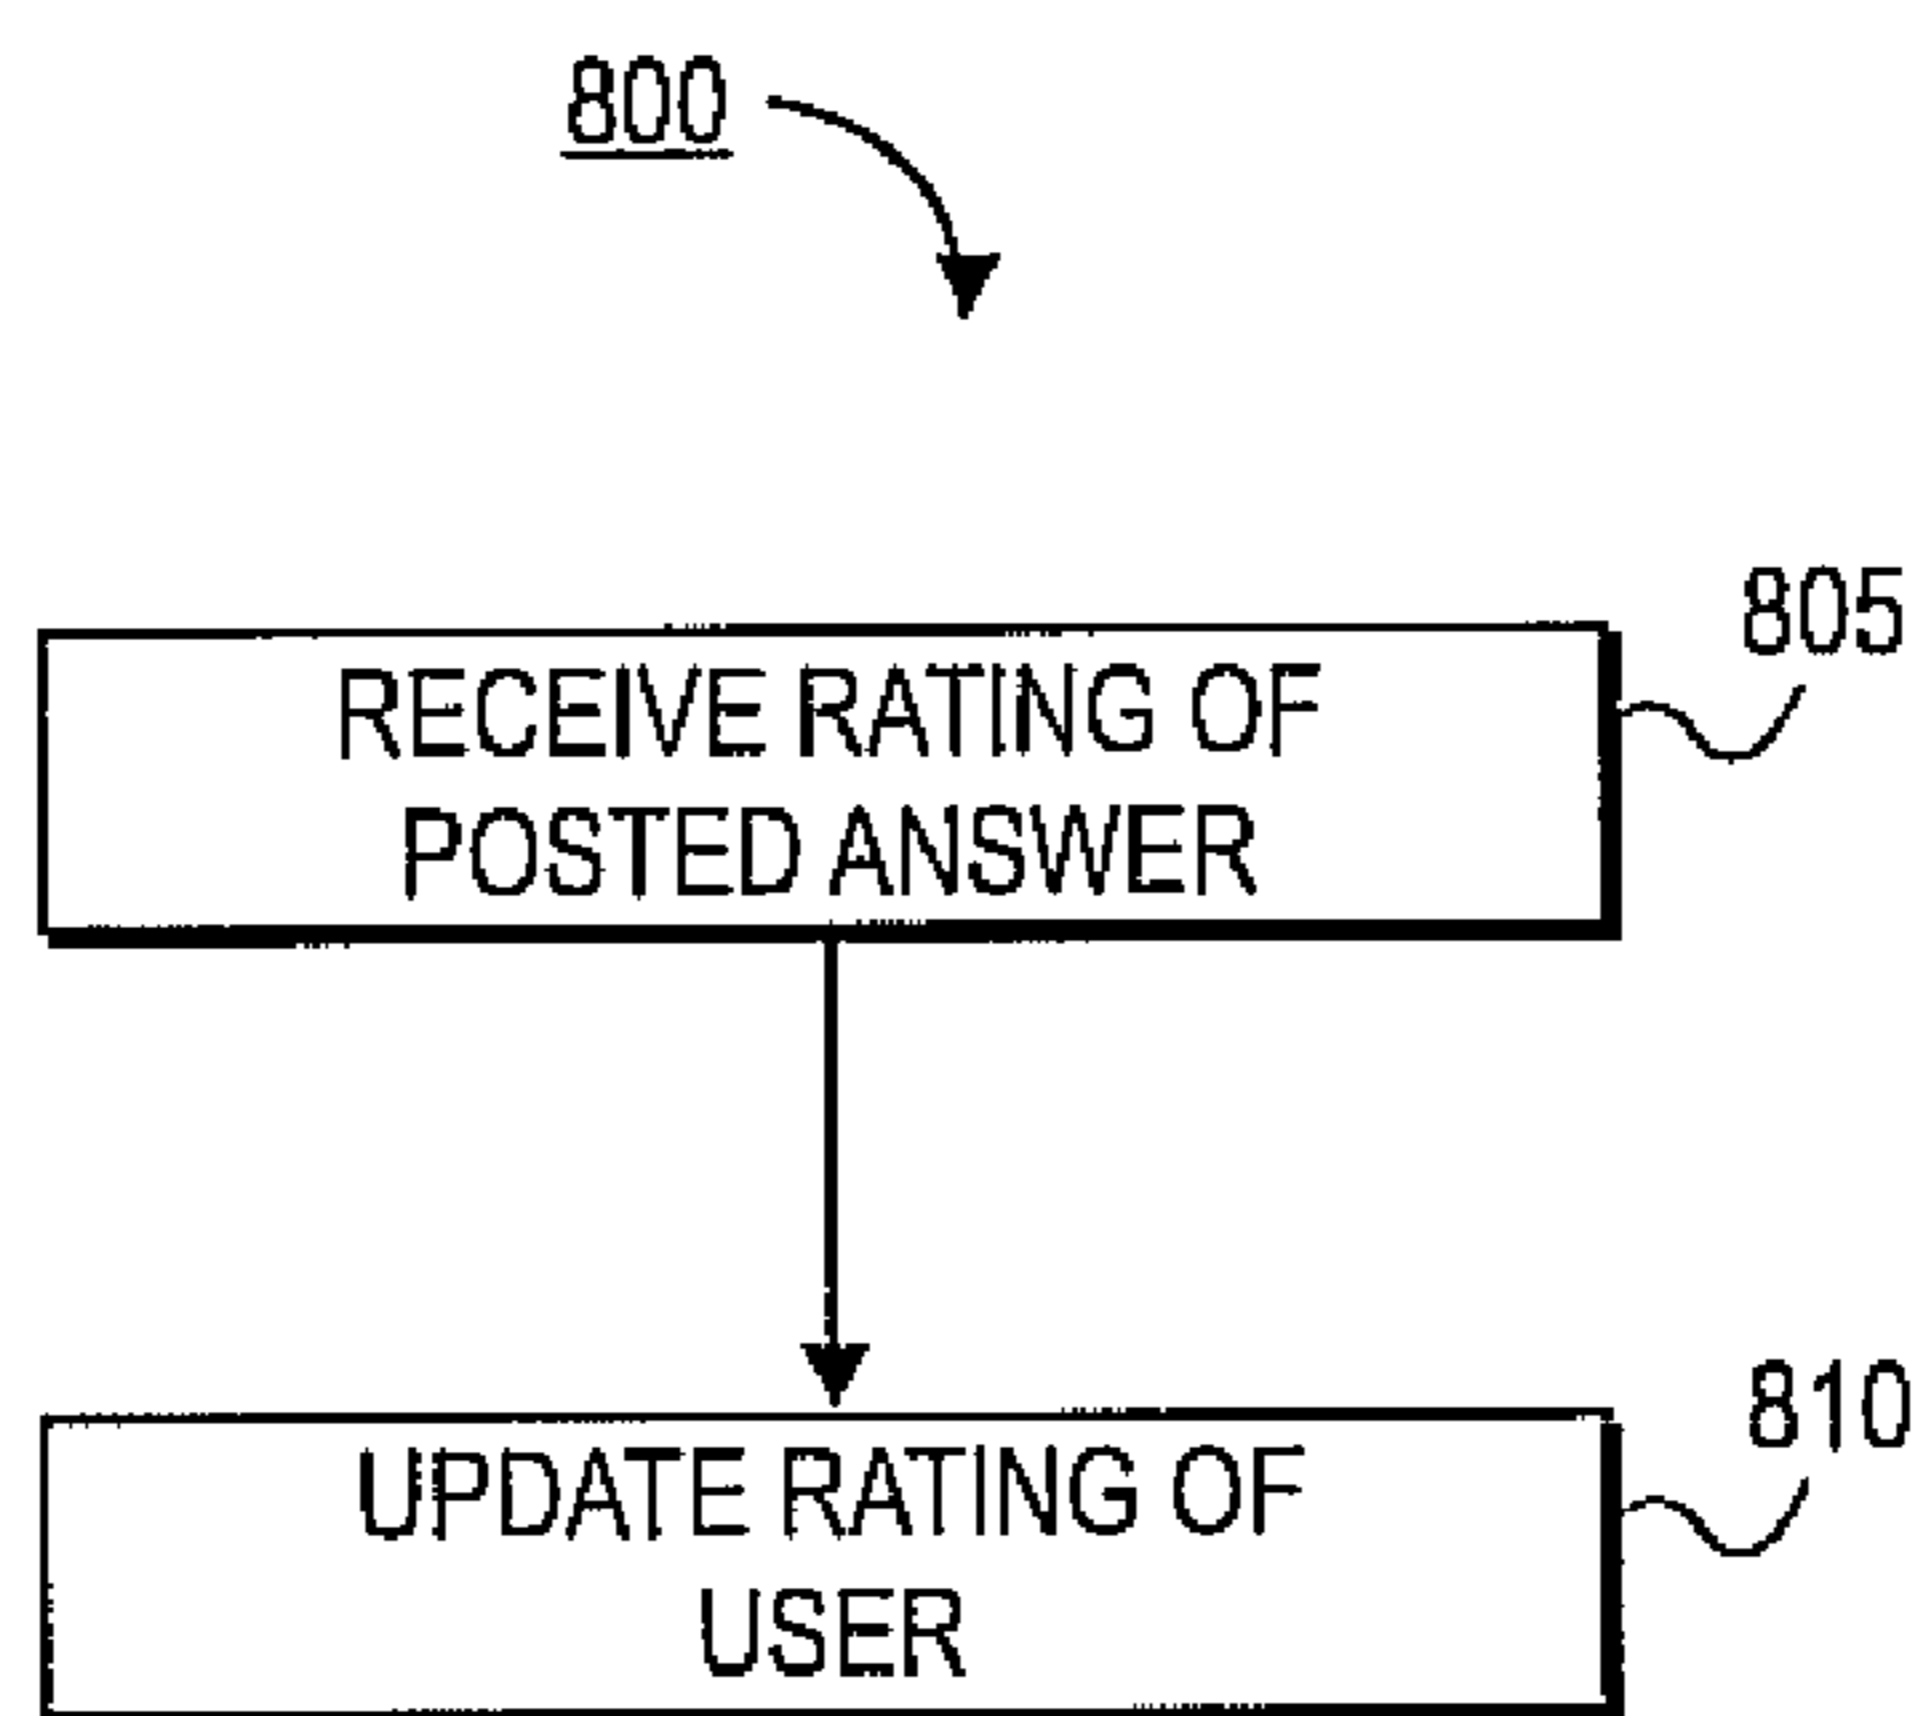 800
805
RECEIVE RATING OF
POSTED ANSWER
810
UPDATE RATING OF
USER